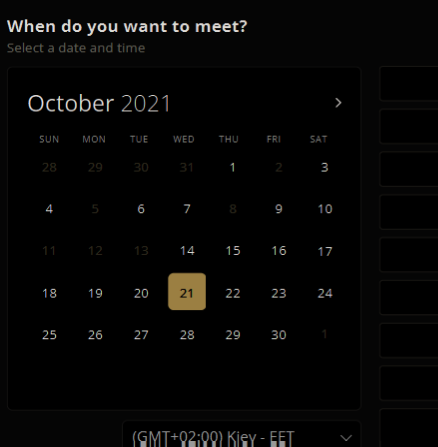 When do you want to meet?
Select a date and time
October 2021
SUN MON TUE WED THU FRI SAT
28 29 30 31 1 2 3
4 5 6 7 8 9 10
11 12 13 14 15 16 17
18 19 20 21 22 23 24
25 26 27 28 29 30 1
(GMT+02:00) Kiev - EET